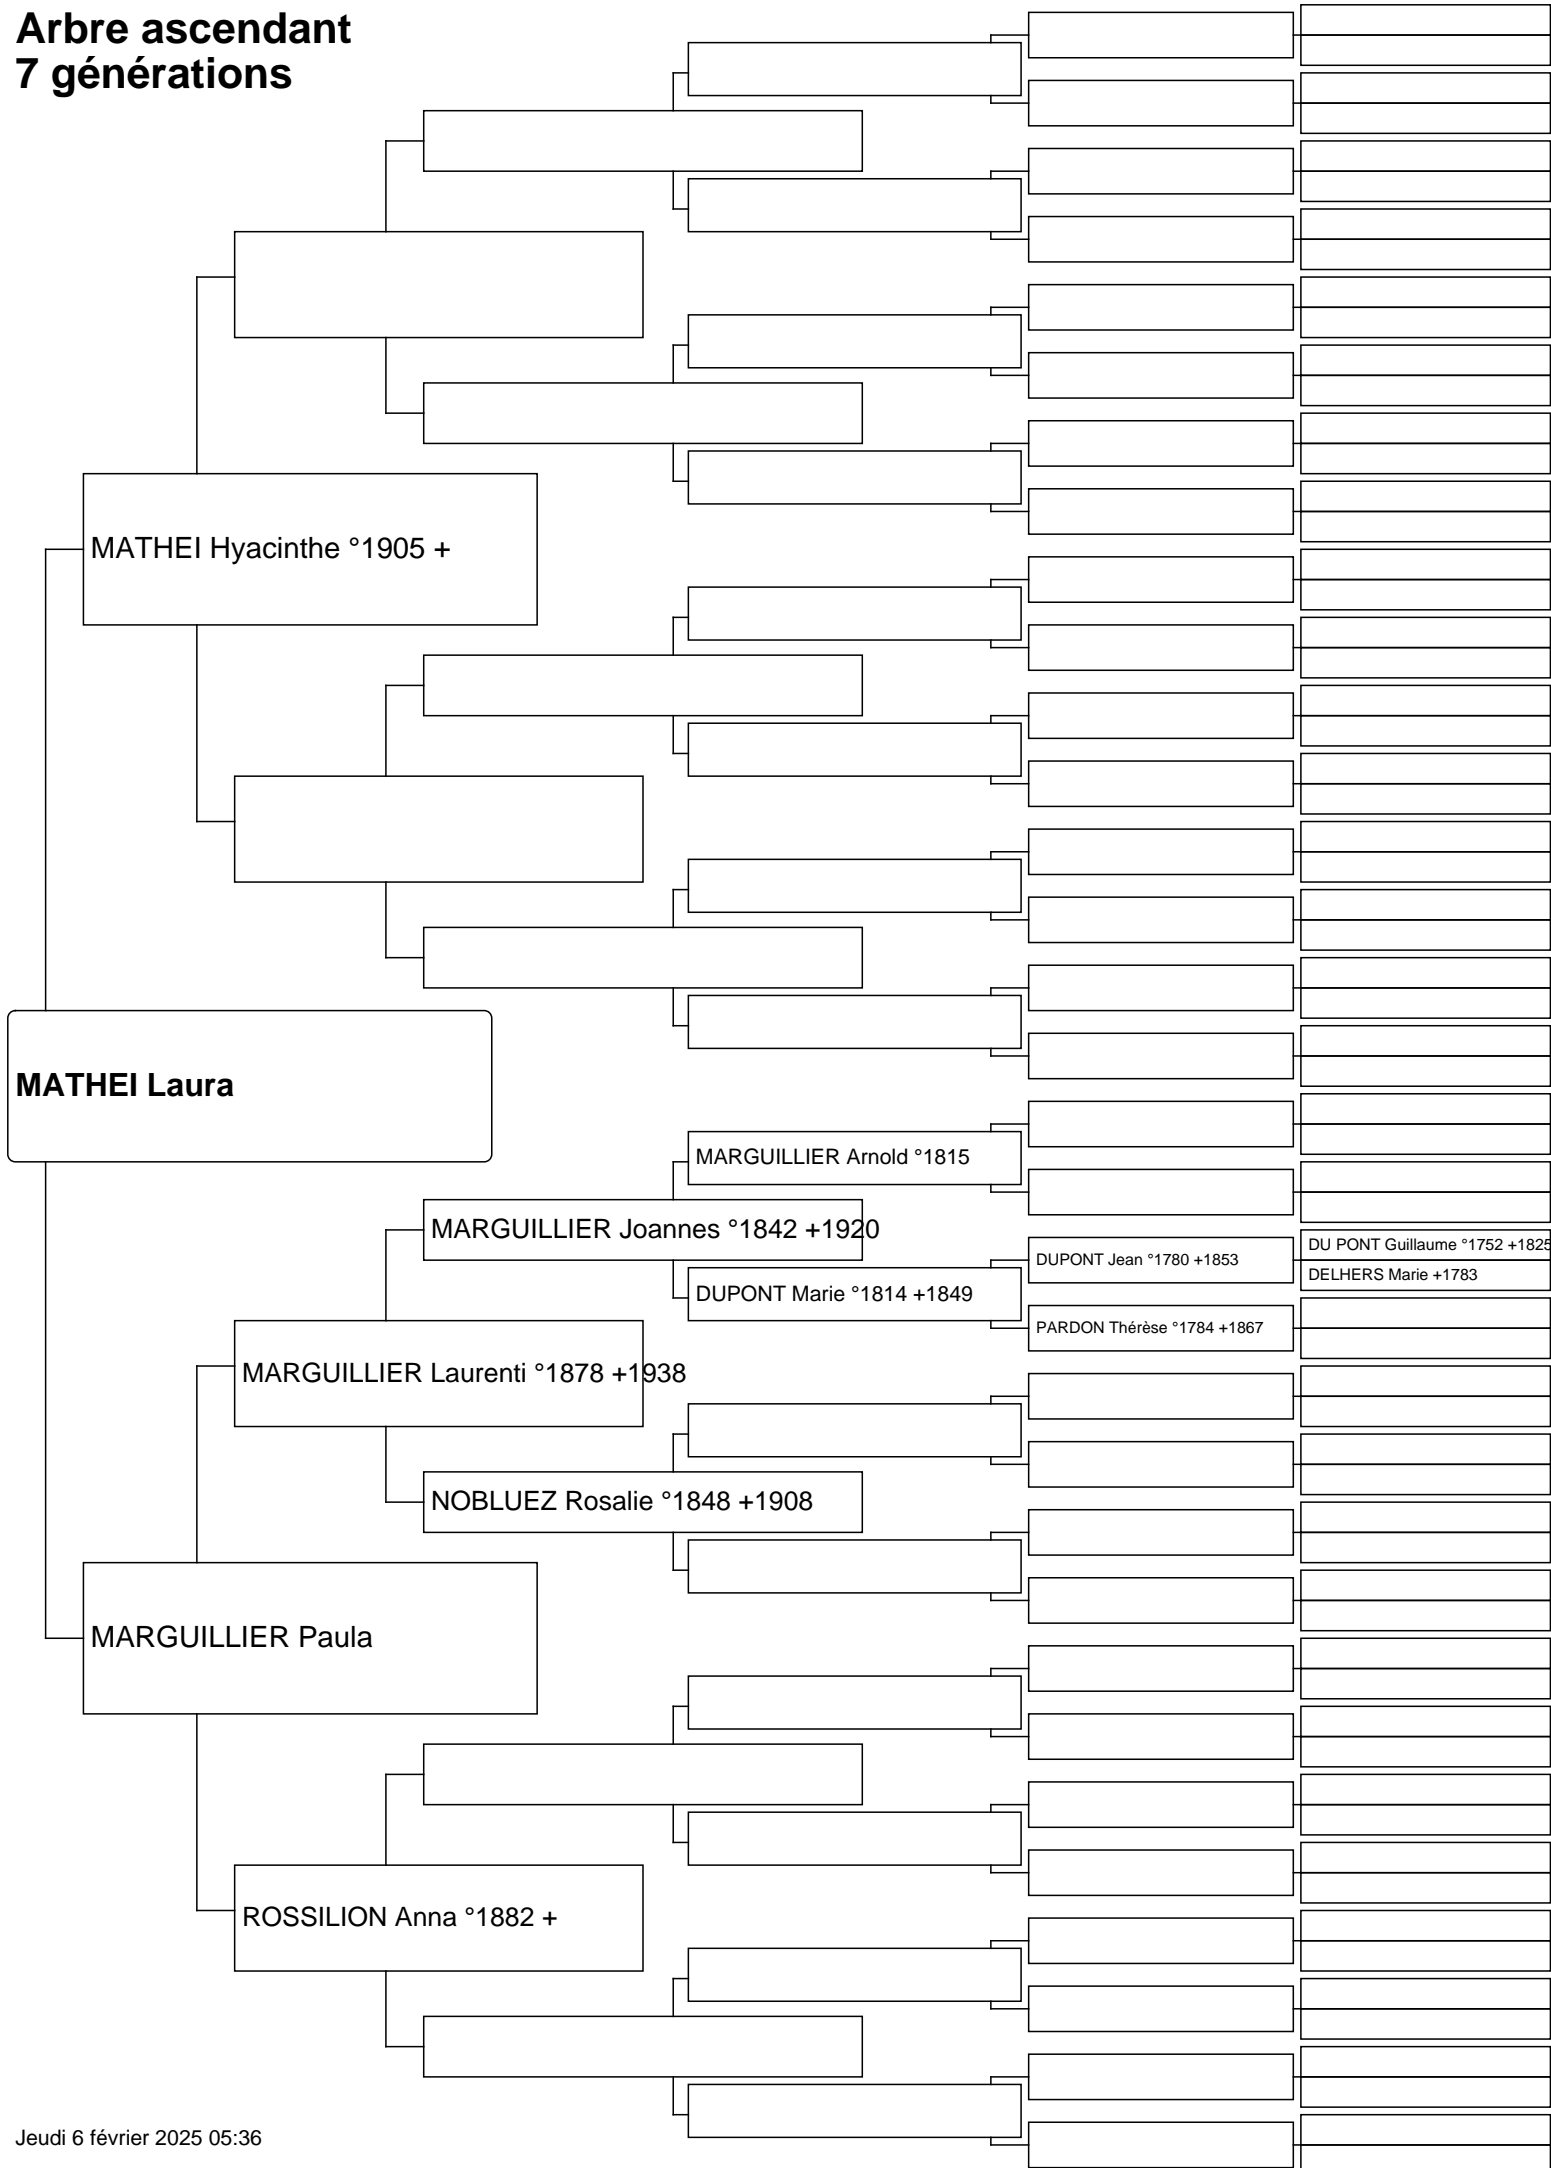 Arbre ascendant
7 générations
MATHEI Hyacinthe °1905 +
MATHEI Laura
MARGUILLIER Arnold °1815
MARGUILLIER Joannes °1842 +1920
DU PONT Guillaume °1752 +1825
DUPONT Jean °1780 +1853
DELHERS Marie +1783
DUPONT Marie °1814 +1849
PARDON Thérèse °1784 +1867
MARGUILLIER Laurenti °1878 +1938
NOBLUEZ Rosalie °1848 +1908
MARGUILLIER Paula
ROSSILION Anna °1882 +
Jeudi 6 février 2025 05:36